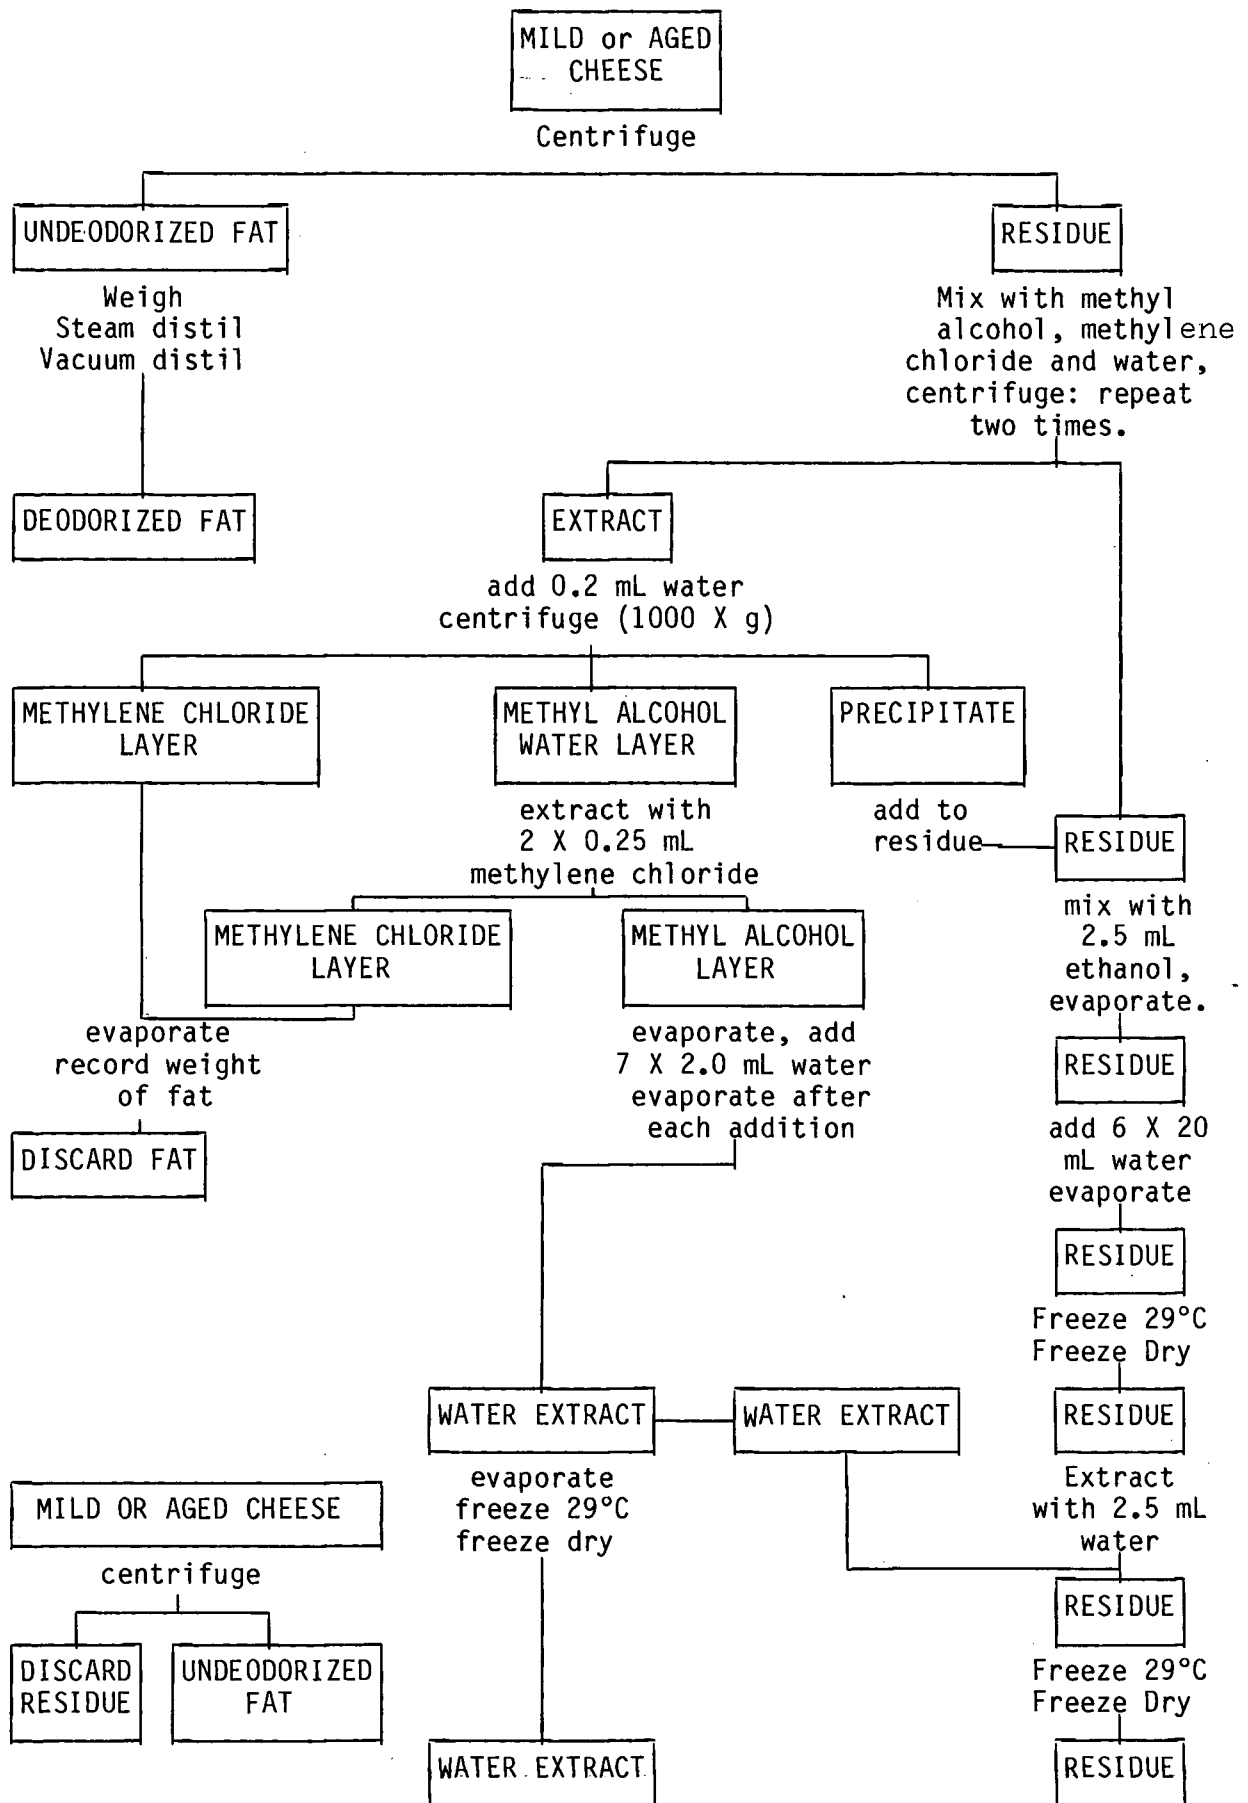 MILD or AGED
CHEESE
Centrifuge
UNDEODORIZED FAT
RESIDUE
Weigh
Steam distil
Vacuum distil
Mix with methyl
alcohol, methylene
chloride and water,
centrifuge: repeat
two times.
DEODORIZED FAT
EXTRACT
add 0.2 mL water
centrifuge (1000 X g)
METHYLENE CHLORIDE
LAYER
METHYL ALCOHOL
WATER LAYER
PRECIPITATE
extract with
2 X 0.25 mL
methylene chloride
add to
residue
RESIDUE
METHYLENE CHLORIDE
LAYER
METHYL ALCOHOL
LAYER
mix with
2.5 mL
ethanol,
evaporate.
evaporate
record weight
of fat
evaporate, add
7 X 2.0 mL water
evaporate after
each addition
RESIDUE
DISCARD FAT
add 6 X 20
mL water
evaporate
RESIDUE
Freeze 29°C
Freeze Dry
WATER EXTRACT
WATER EXTRACT
RESIDUE
evaporate
freeze 29°C
freeze dry
Extract
with 2.5 mL
water
MILD OR AGED CHEESE
centrifuge
RESIDUE
DISCARD
RESIDUE
UNDEODORIZED
FAT
Freeze 29°C
Freeze Dry
WATER EXTRACT
RESIDUE